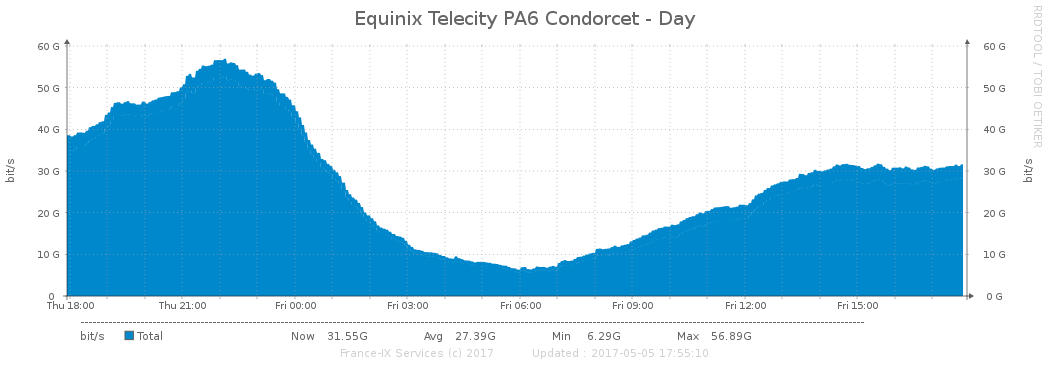 Equinix Telecity PA6 Condorcet - Day
RRDTOOL / TOBI OETIKER
60 G 60 G
50 G 50 G
40 G 40 G
30 G 30 G
20 G 20 G
10 G 10 G
0 0 G
bit/s bit/s
Thu 18:00 Thu 21:00 Fri 00:00 Fri 03:00 Fri 06:00 Fri 09:00 Fri 12:00 Fri 15:00
bit/s Total Now 31.55G Avg 27.39G Min 6.29G Max 56.89G
France-IX Services (c) 2017 Updated : 2017-05-05 17:55:10